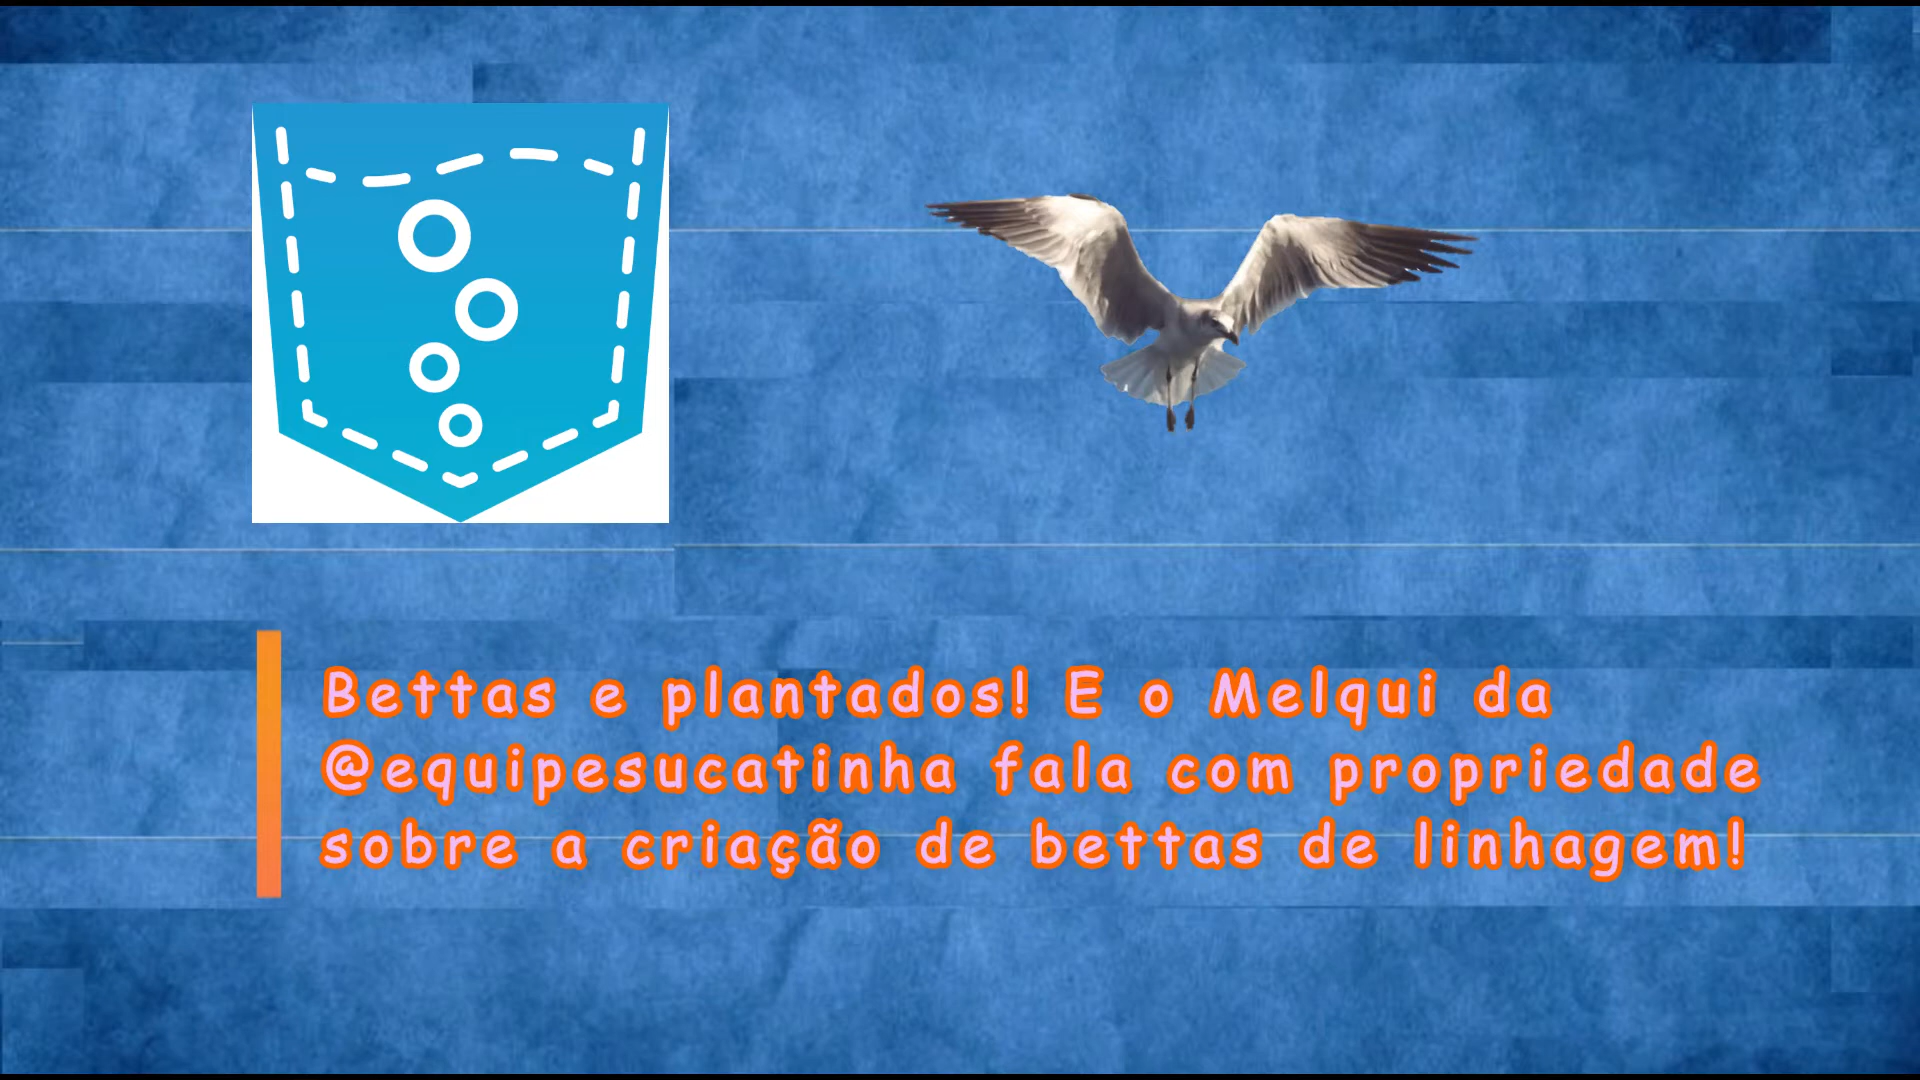 Bettas e plantados! E o Melqui da
@equipesucatinha fala com propriedade
sobre a criação de bettas de linhagem!